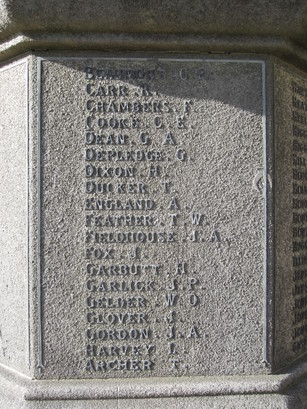 CARR . R.
CHAMBERS . F.
COOKE . C . E.
DEAN . G . A.
DEPLEDGE . G.
DIXON . H.
DUCKER . T.
ENGLAND . A.
FEATHER . T . W.
FIELDHOUSE . J . A.
FOX . J.
GARBUTT . H.
GARLICK . J . P.
GELDER . W . O
GLOVER . J.
GORDON . J . A.
HARVEY . L.
ARCHER . T.